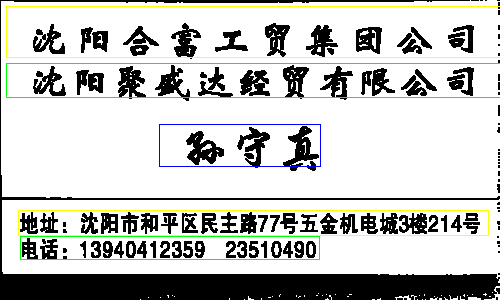 沈阳合富工贸集团公司
沈阳聚盛达经贸有限公司
孙守真
地址：沈阳市和平区民主路77号五金机电城3楼214号
电话：13940412359 23510490